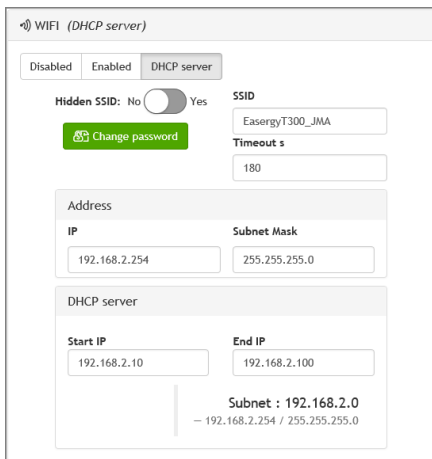 WIFI (DHCP server)
Disabled Enabled DHCP server
Hidden SSID: No Yes
SSID
EasergyT300_JMA
Change password
Timeout s
180
Address
IP Subnet Mask
192.168.2.254 255.255.255.0
DHCP server
Start IP End IP
192.168.2.10 192.168.2.100
Subnet : 192.168.2.0
— 192.168.2.254 / 255.255.255.0